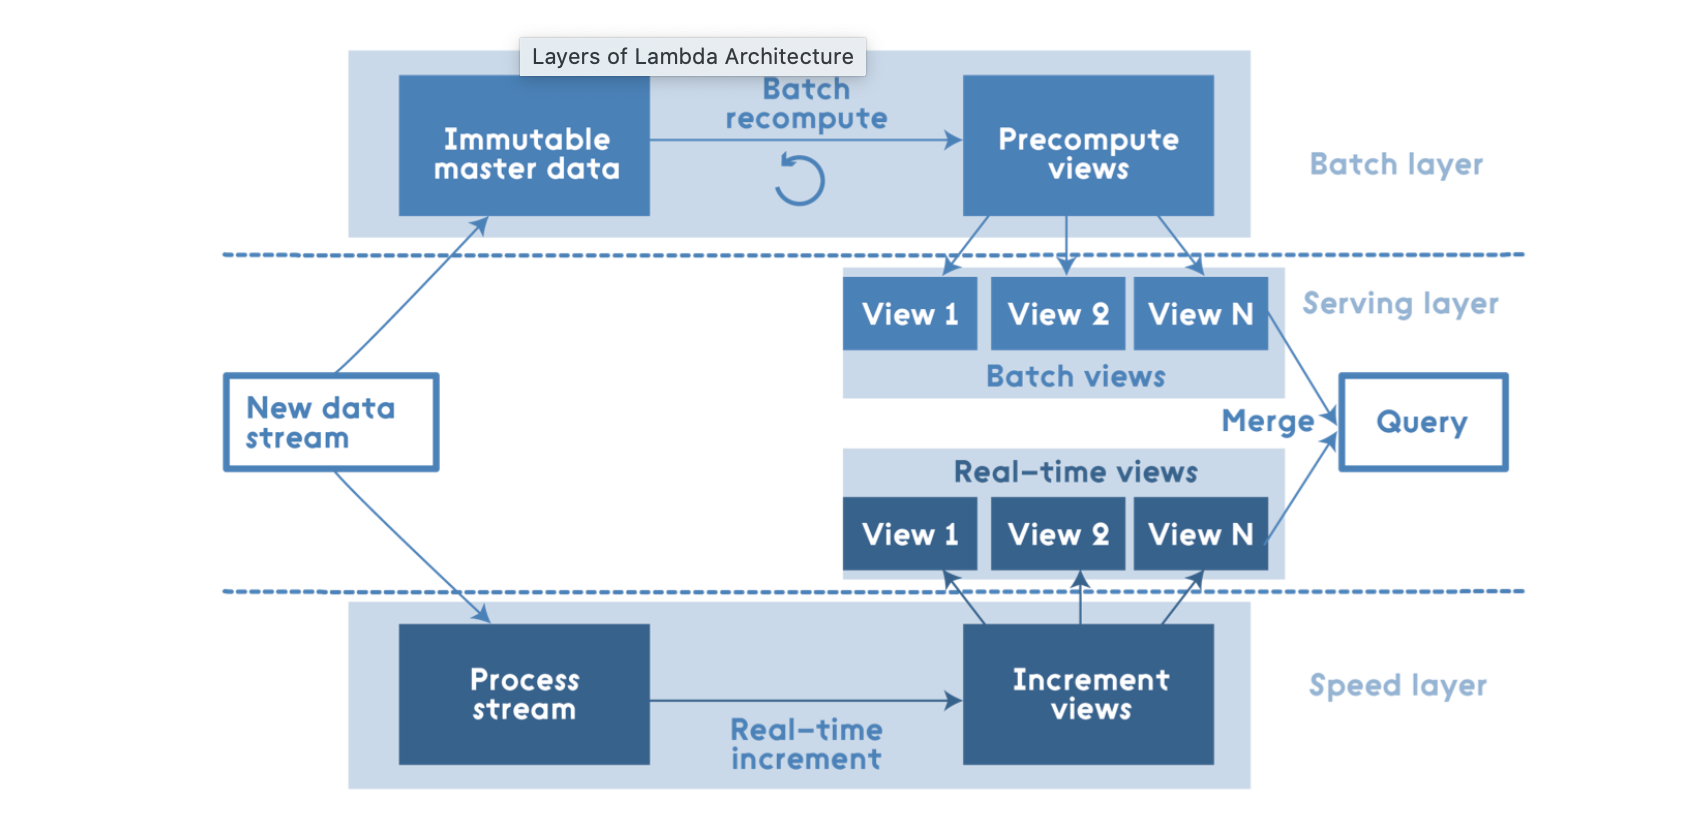 Layers of Lambda Architecture
Batch
recompute
Immutable
master data
Precompute
views
Batch layer
View 1
View 2
View N
Serving layer
Batch views
New data
stream
Merge
Query
Real-time views
View 1
View 2
View N
Process
stream
Increment
views
Speed layer
Real-time
increment